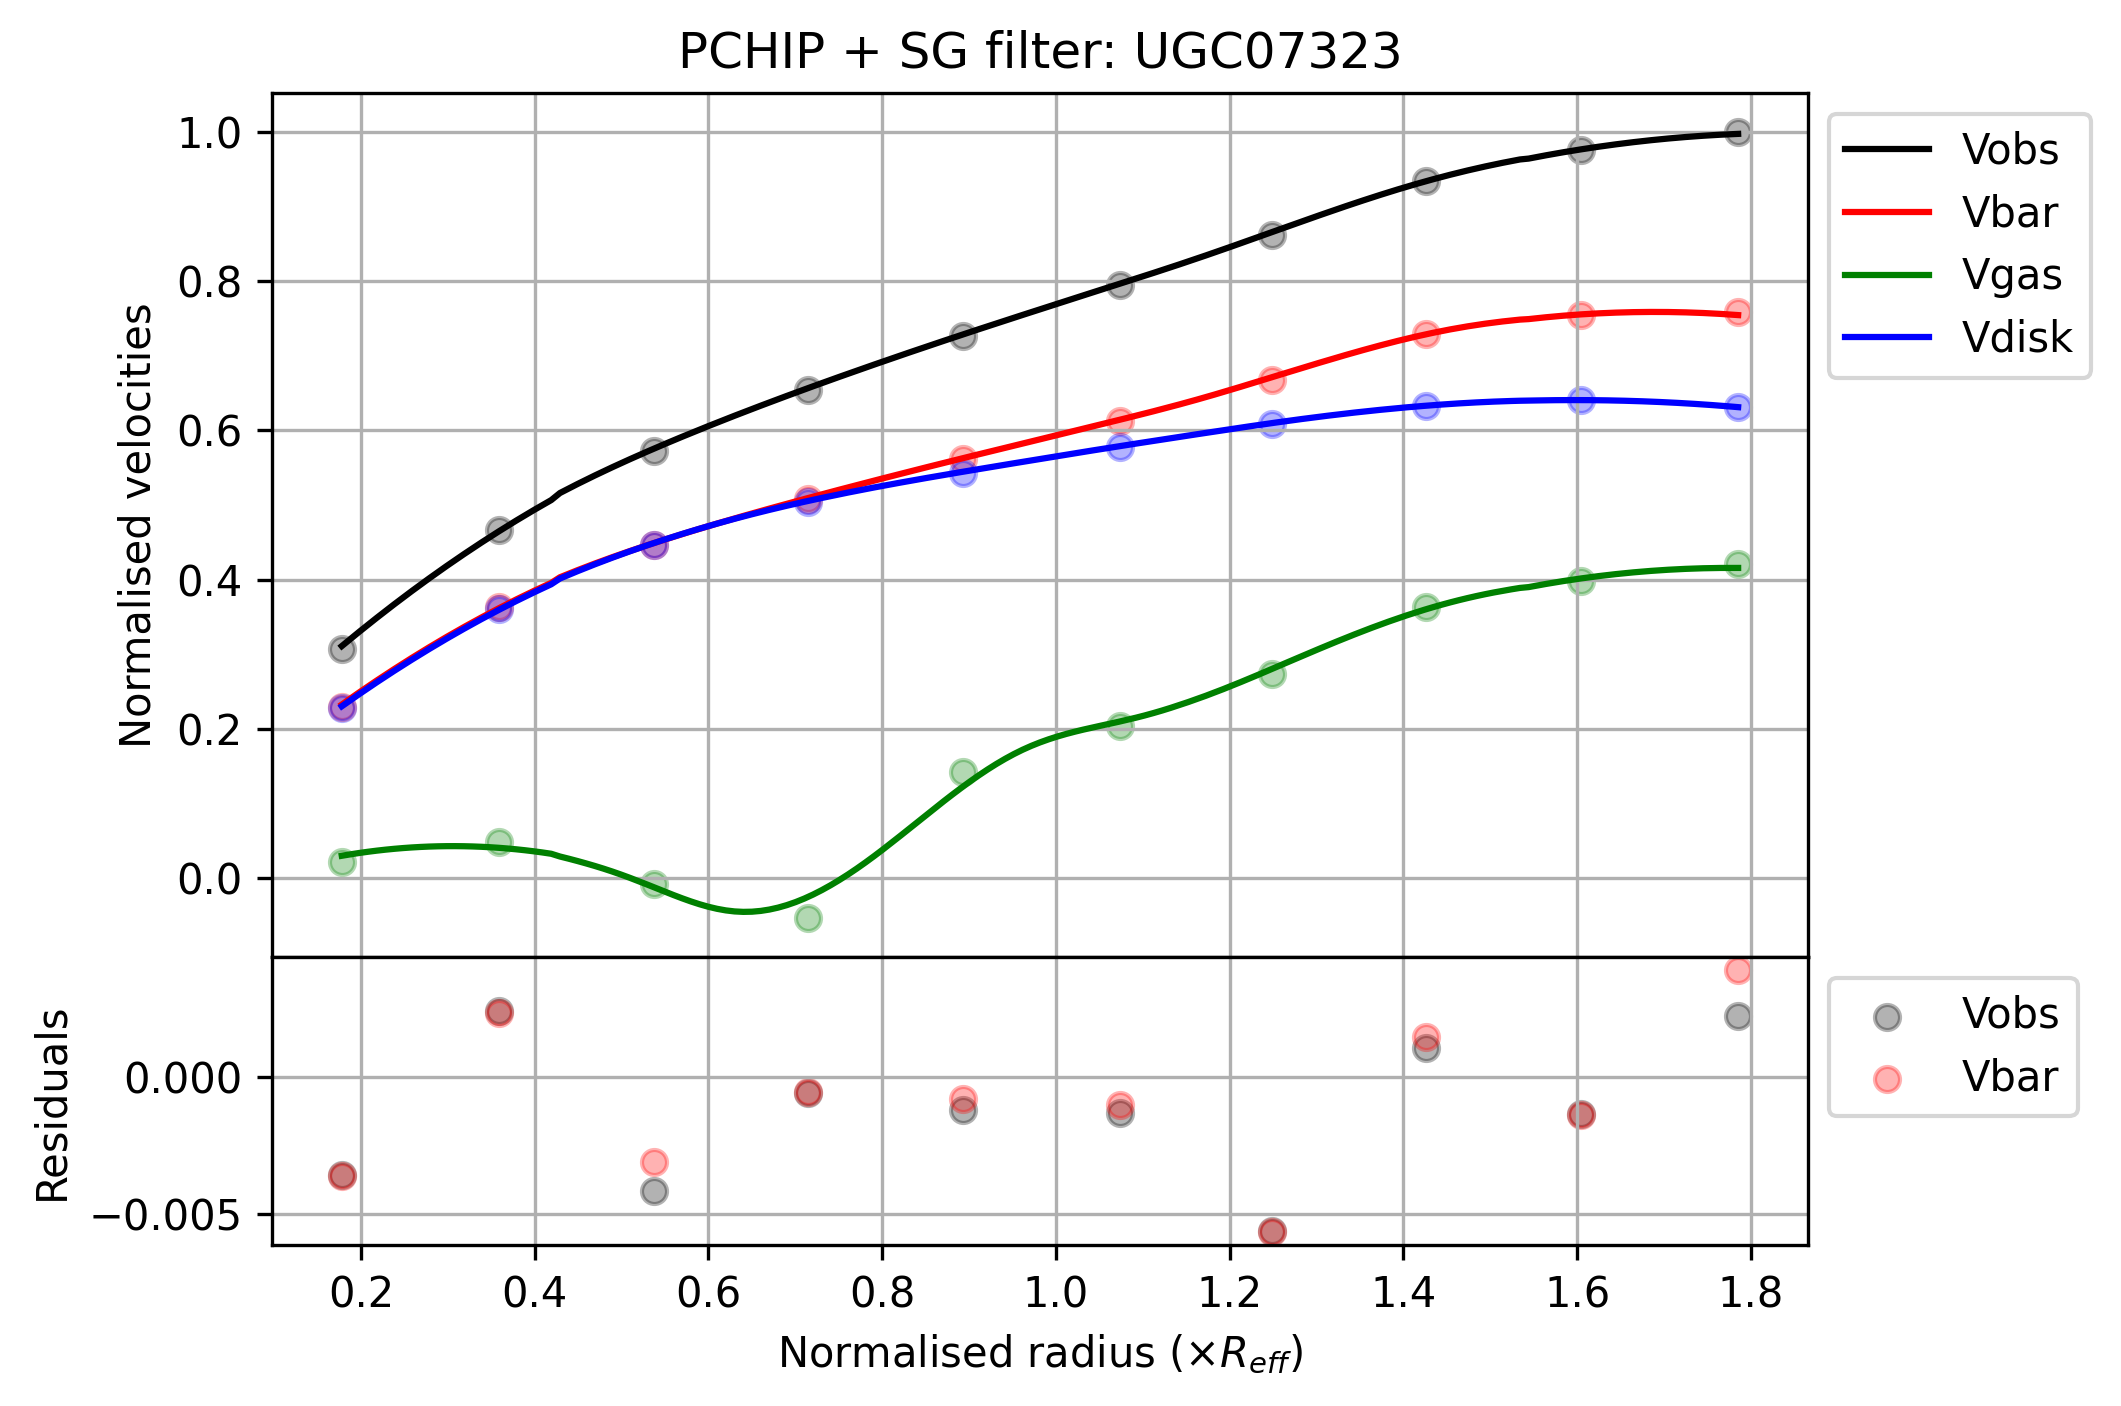 PCHIP + SG filter: UGC07323
Normalised velocities
1.0
0.8
0.6
0.4
0.2
0.0
Vobs
Vbar
Vgas
Vdisk
Residuals
0.000
−0.005
Vobs
Vbar
0.2 0.4 0.6 0.8 1.0 1.2 1.4 1.6 1.8
Normalised radius (×R_eff)